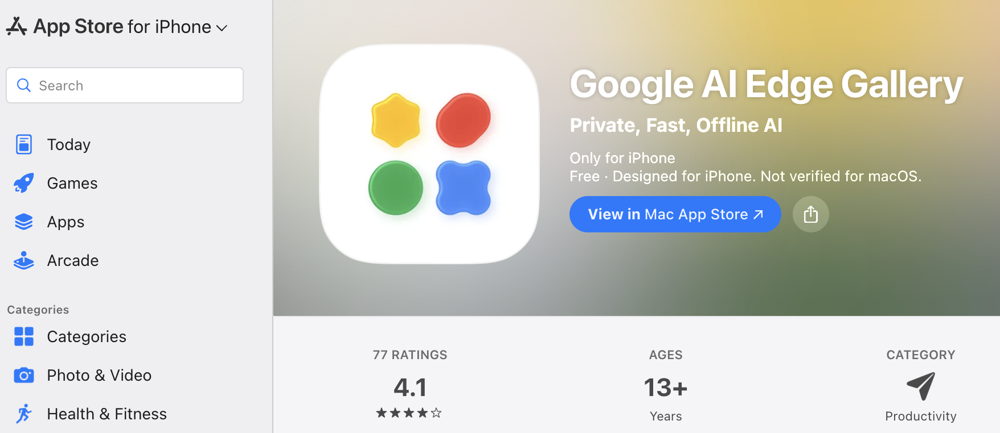 App Store for iPhone
Search
Today
Games
Apps
Arcade
Categories
Categories
Photo & Video
Health & Fitness
Google AI Edge Gallery
Private, Fast, Offline AI
Only for iPhone
Free · Designed for iPhone. Not verified for macOS.
View in Mac App Store ↗
77 RATINGS
4.1
★★★★☆
AGES
13+
Years
CATEGORY
Productivity